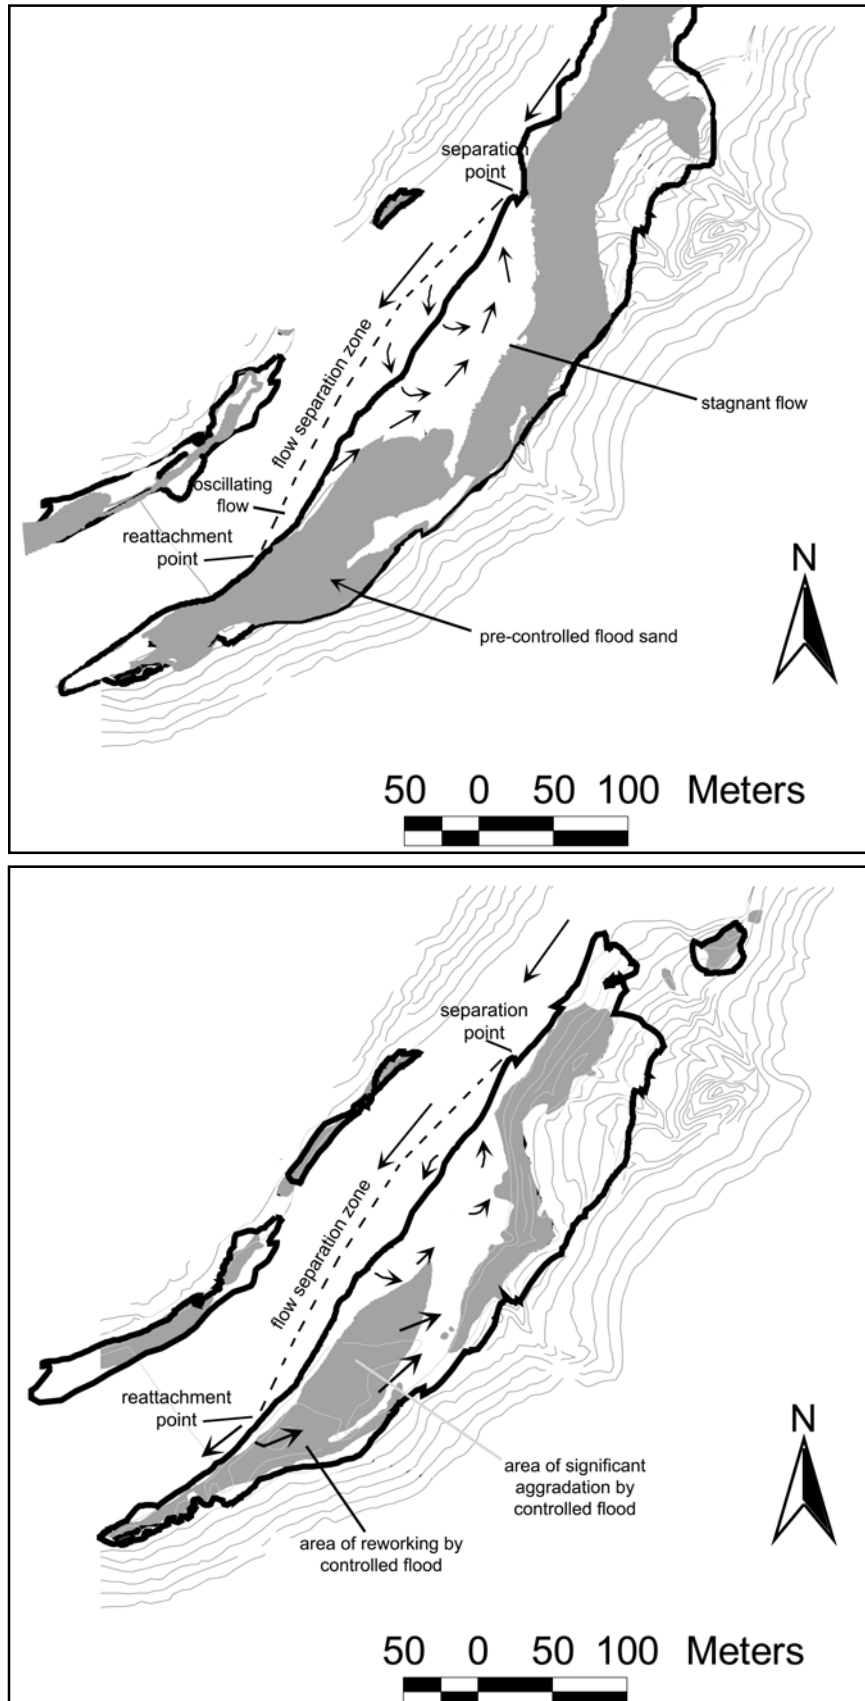 separation
point
flow separation zone
stagnant flow
oscillating
flow
reattachment
point
pre-controlled flood sand
N
50 0 50 100 Meters
separation
point
flow separation zone
reattachment
point
N
area of significant
aggradation by
controlled flood
area of reworking by
controlled flood
50 0 50 100 Meters